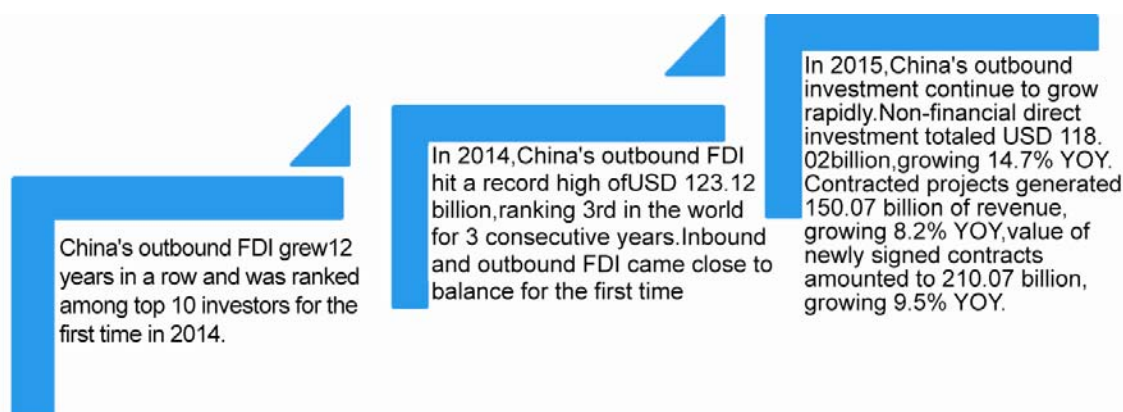 China's outbound FDI grew12
years in a row and was ranked
among top 10 investors for the
first time in 2014.
In 2014,China's outbound FDI
hit a record high ofUSD 123.12
billion,ranking 3rd in the world
for 3 consecutive years.Inbound
and outbound FDI came close to
balance for the first time
In 2015,China's outbound
investment continue to grow
rapidly.Non-financial direct
investment totaled USD 118.
02billion,growing 14.7% YOY.
Contracted projects generated
150.07 billion of revenue,
growing 8.2% YOY,value of
newly signed contracts
amounted to 210.07 billion,
growing 9.5% YOY.